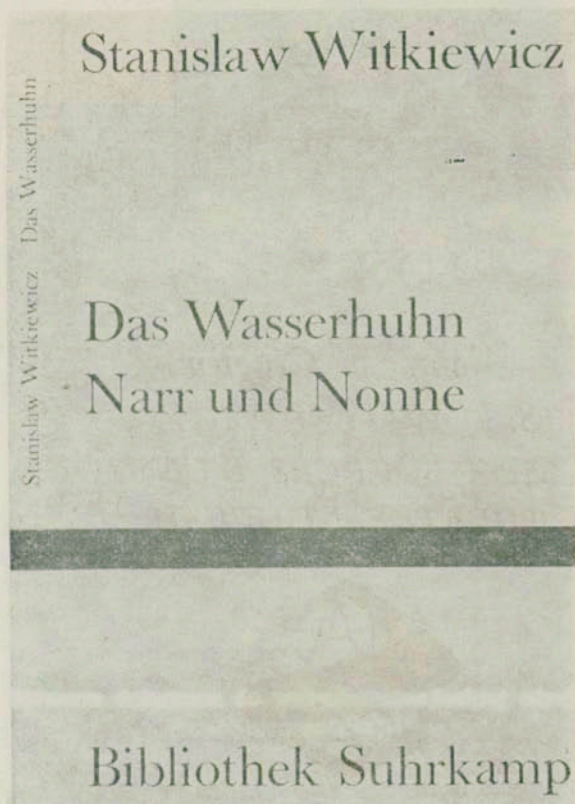 Stanislaw Witkiewicz
Das Wasserhuhn
Narr und Nonne
Bibliothek Suhrkamp
Stanislaw Witkiewicz Das Wasserhuhn